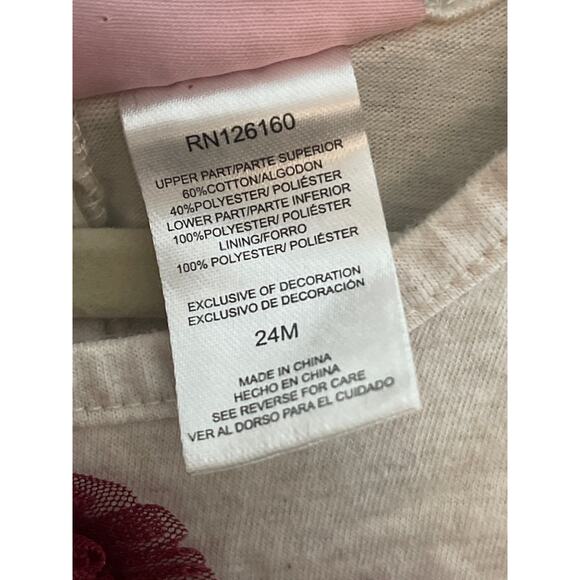 RN126160
UPPER PART/PARTE SUPERIOR
60%COTTON/ALGODON
40%POLYESTER/ POLIÉSTER
LOWER PART/PARTE INFERIOR
100%POLYESTER/ POLIÉSTER
LINING/FORRO
100% POLYESTER/ POLIÉSTER
EXCLUSIVE OF DECORATION
EXCLUSIVO DE DECORACIÓN
24M
MADE IN CHINA
HECHO EN CHINA
SEE REVERSE FOR CARE
VER AL DORSO PARA EL CUIDADO